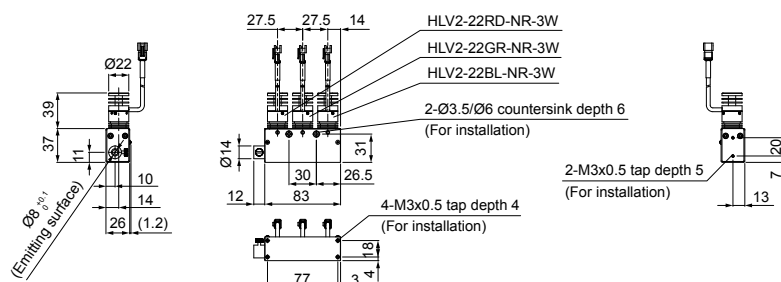 27.5
27.5
14
HLV2-22RD-NR-3W
HLV2-22GR-NR-3W
HLV2-22BL-NR-3W
Ø22
39
37
11
10
14
26
(1.2)
Ø8 +0.1 0
(Emitting surface)
2-Ø3.5/Ø6 countersink depth 6
(For installation)
Ø14
31
30
26.5
12
83
4-M3x0.5 tap depth 4
(For installation)
18
4
77
3
2-M3x0.5 tap depth 5
(For installation)
20
7
13